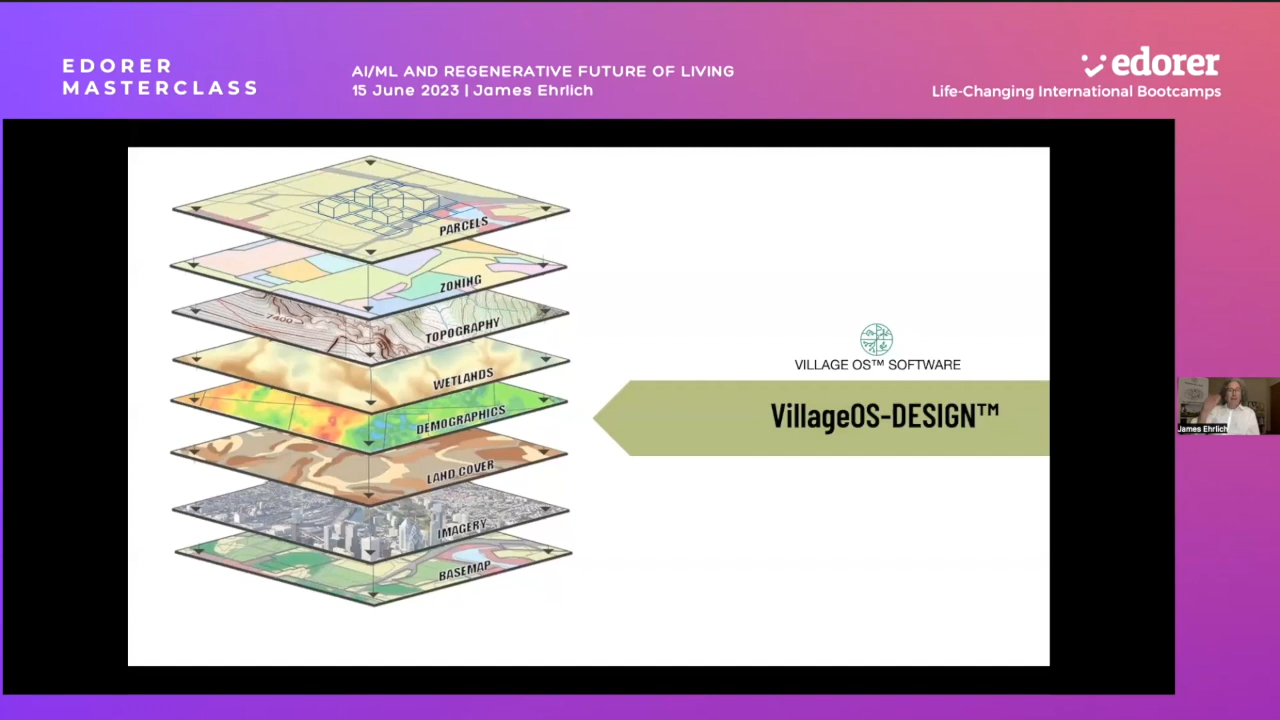 EDORER
MASTERCLASS
AI/ML AND REGENERATIVE FUTURE OF LIVING
15 June 2023 | James Ehrlich
edorer
Life-Changing International Bootcamps
PARCELS
ZONING
7400
TOPOGRAPHY
WETLANDS
DEMOGRAPHICS
LAND COVER
IMAGERY
BASEMAP
VILLAGE OS™ SOFTWARE
VillageOS-DESIGN™
James Ehrlich